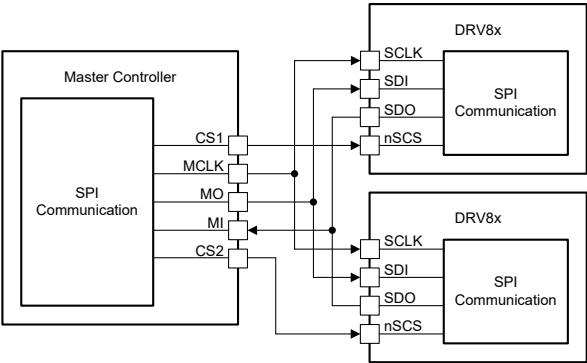 Master Controller
SPI
Communication
CS1
MCLK
MO
MI
CS2
DRV8x
SCLK
SDI
SDO
nSCS
SPI
Communication
DRV8x
SCLK
SDI
SDO
nSCS
SPI
Communication